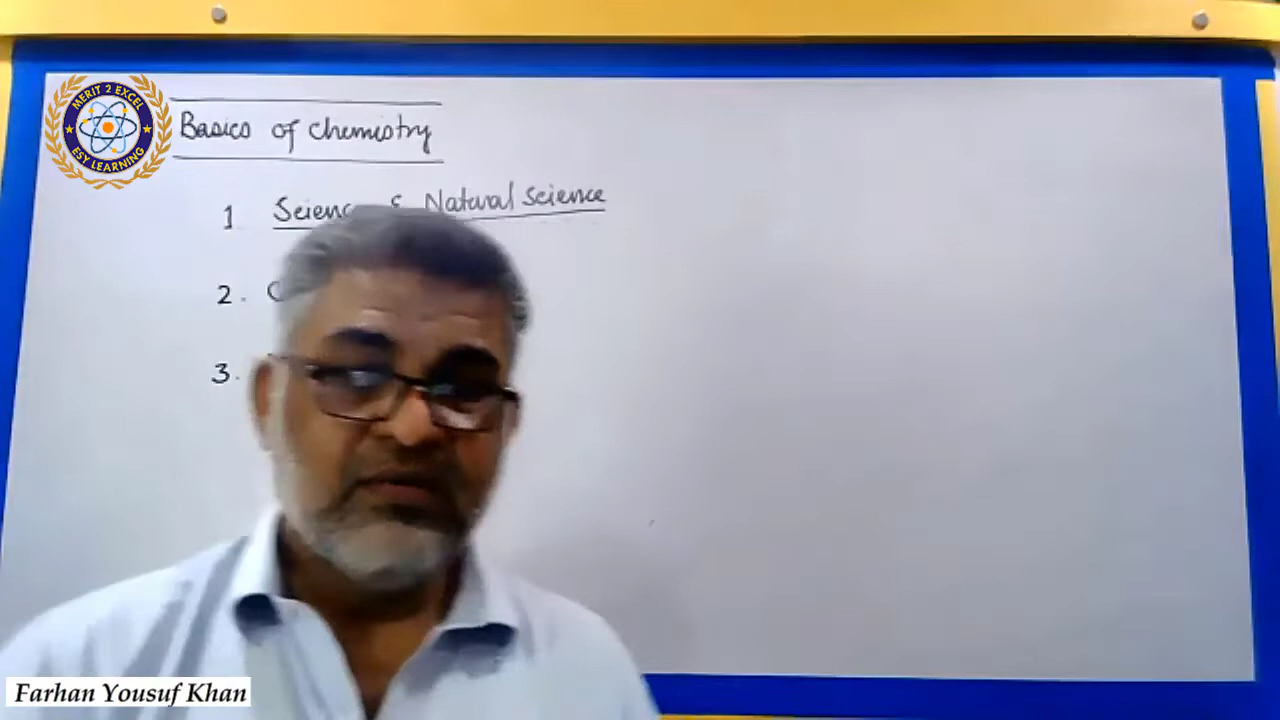 MERIT 2 EXCEL
ESY LEARNING
Basics of chemistry
1 & Natural Science
2.
3.
Farhan Yousuf Khan